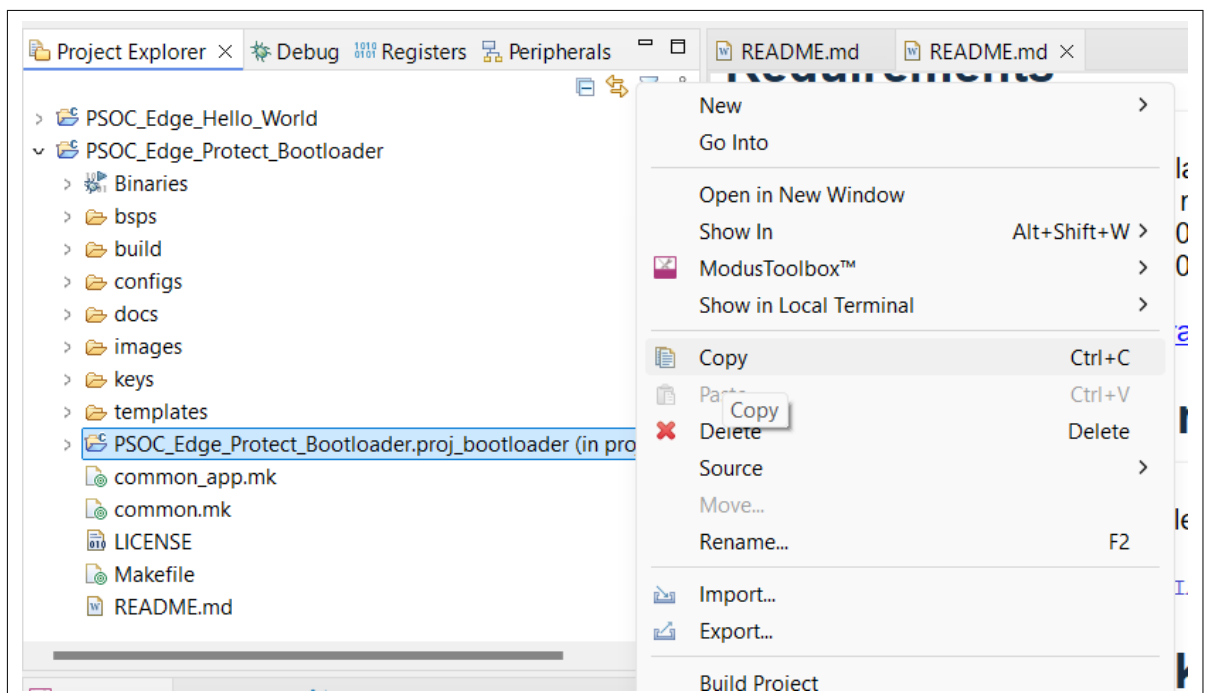 Project Explorer Debug Registers Peripherals README.md README.md
Requirements
PSOC_Edge_Hello_World
PSOC_Edge_Protect_Bootloader
Binaries
bsps
build
configs
docs
images
keys
templates
PSOC_Edge_Protect_Bootloader.proj_bootloader (in pro
common_app.mk
common.mk
LICENSE
Makefile
README.md
New
Go Into
Open in New Window
Show In Alt+Shift+W
ModusToolbox™
Show in Local Terminal
Copy Ctrl+C
Ctrl+V
Copy
Delete Delete
Source
Move...
Rename... F2
Import...
Export...
Build Project